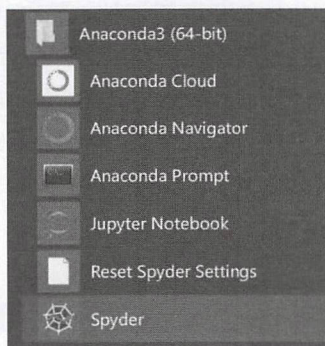 Anaconda3 (64-bit)
Anaconda Cloud
Anaconda Navigator
Anaconda Prompt
Jupyter Notebook
Reset Spyder Settings
Spyder